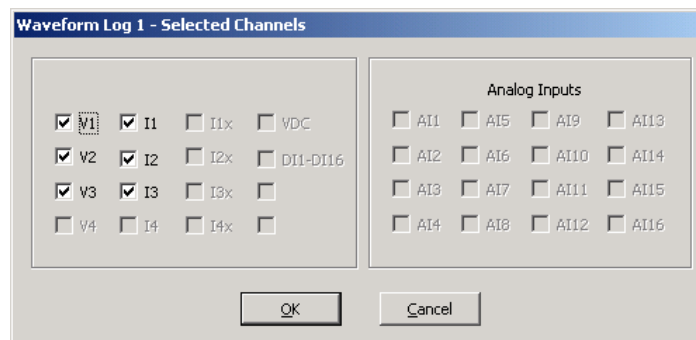 Waveform Log 1 - Selected Channels
Analog Inputs
V1 I1 I1x VDC AI1 AI5 AI9 AI13
V2 I2 I2x DI1-DI16 AI2 AI6 AI10 AI14
V3 I3 I3x AI3 AI7 AI11 AI15
V4 I4 I4x AI4 AI8 AI12 AI16
OK Cancel